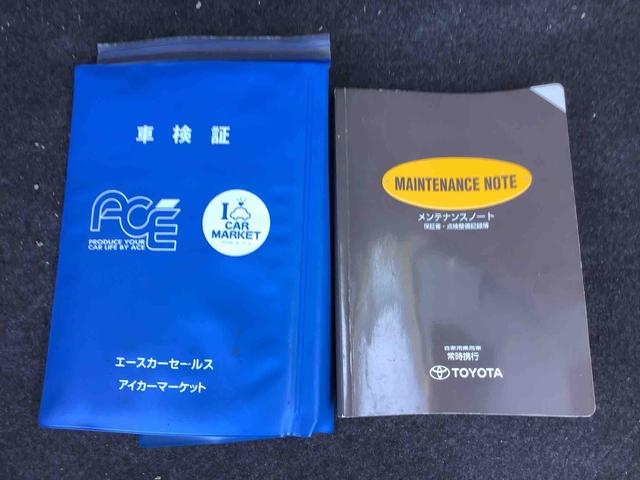 車検証
ACE
PRODUCE YOUR
CAR LIFE BY ACE
I
CAR
MARKET
エースカーセールス
アイカーマーケット
MAINTENANCE NOTE
メンテナンスノート
保証書・点検整備記録簿
自家用乗用車
常時携行
TOYOTA